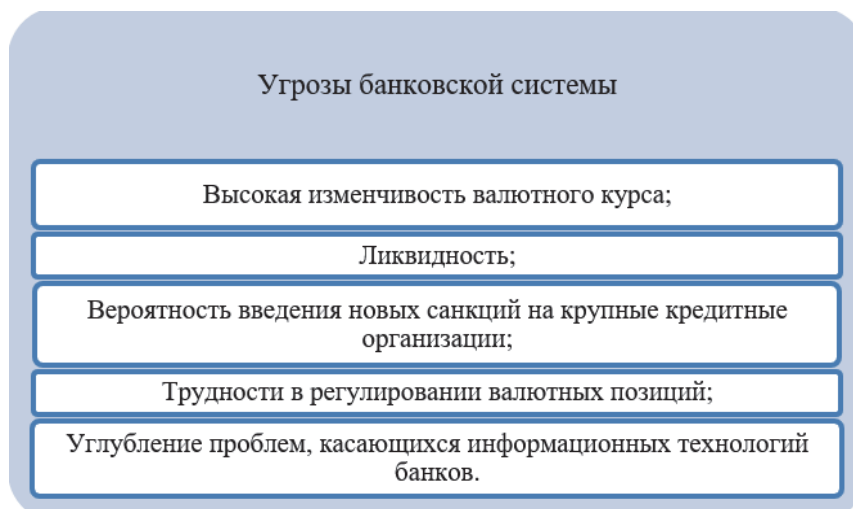 Угрозы банковской системы
Высокая изменчивость валютного курса;
Ликвидность;
Вероятность введения новых санкций на крупные кредитные
организации;
Трудности в регулировании валютных позиций;
Углубление проблем, касающихся информационных технологий
банков.